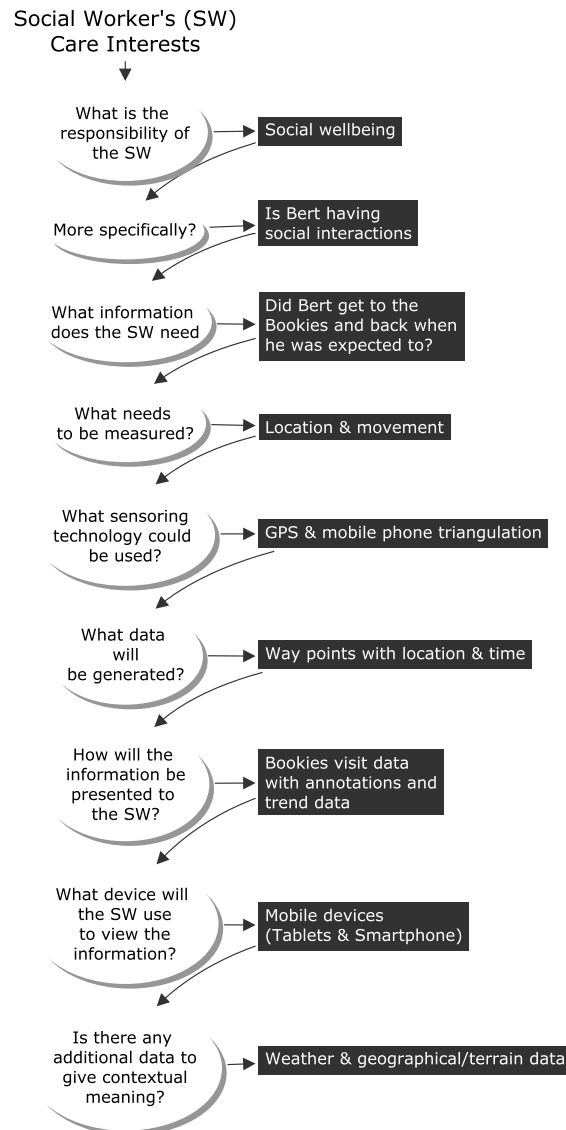 Social Worker's (SW)
Care Interests
What is the
responsibility of
the SW
Social wellbeing
More specifically?
Is Bert having
social interactions
What information
does the SW need
Did Bert get to the
Bookies and back when
he was expected to?
What needs
to be measured?
Location & movement
What sensoring
technology could
be used?
GPS & mobile phone triangulation
What data
will
be generated?
Way points with location & time
How will the
information be
presented to
the SW?
Bookies visit data
with annotations and
trend data
What device will
the SW use
to view the
information?
Mobile devices
(Tablets & Smartphone)
Is there any
additional data to
give contextual
meaning?
Weather & geographical/terrain data